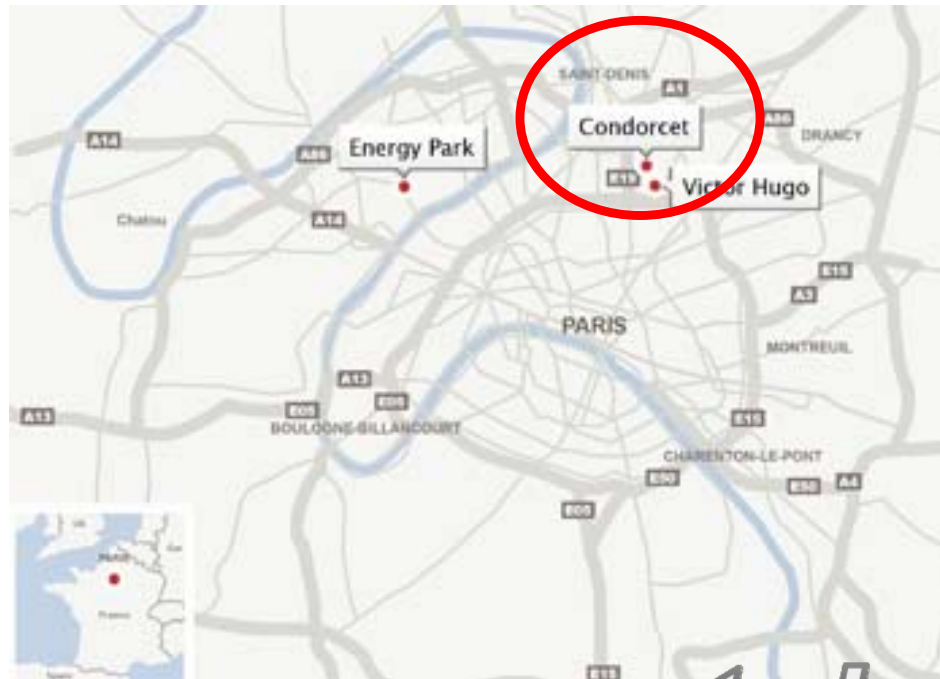 SAINT-DENIS
A1
A86
Condorcet
DRANCY
A14
A86
Energy Park
E15
Victor Hugo
Chatou
A14
E15
A3
PARIS
MONTREUIL
A13
E05
A13
E05
BOULOGNE-BILLANCOURT
E15
CHARENTON-LE-PONT
E50
E50
A4
E05
France
E15